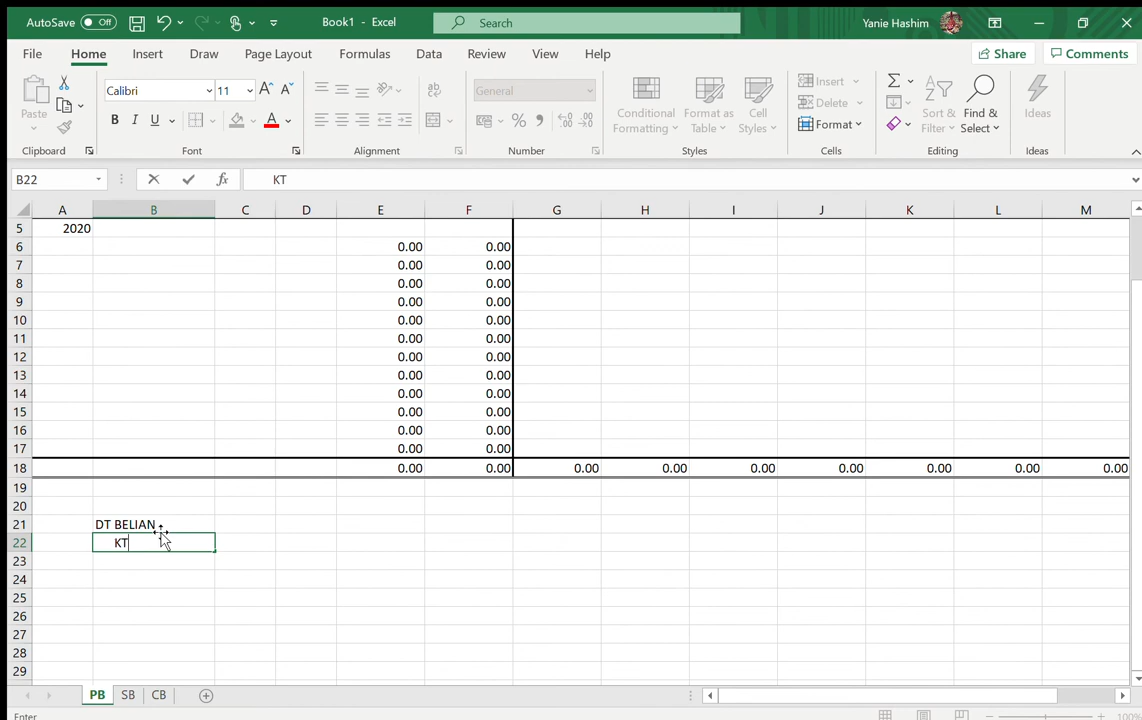 AutoSave Off Book1 - Excel Search Yanie Hashim
File Home Insert Draw Page Layout Formulas Data Review View Help Share Comments
Paste
Calibri 11 A A
B I U A
General
%
Conditional Formatting
Format as Table
Cell Styles
Insert
Delete
Format
Σ
Sort & Filter
Find & Select
Ideas
Clipboard Font Alignment Number Styles Cells Editing Ideas
B22 fx KT
A B C D E F G H I J K L M
5 2020
6 0.00 0.00
7 0.00 0.00
8 0.00 0.00
9 0.00 0.00
10 0.00 0.00
11 0.00 0.00
12 0.00 0.00
13 0.00 0.00
14 0.00 0.00
15 0.00 0.00
16 0.00 0.00
17 0.00 0.00
18 0.00 0.00 0.00 0.00 0.00 0.00 0.00 0.00 0.00
19
20
21 DT BELIAN
22 KT
23
24
25
26
27
28
29
PB SB CB
Enter 100%